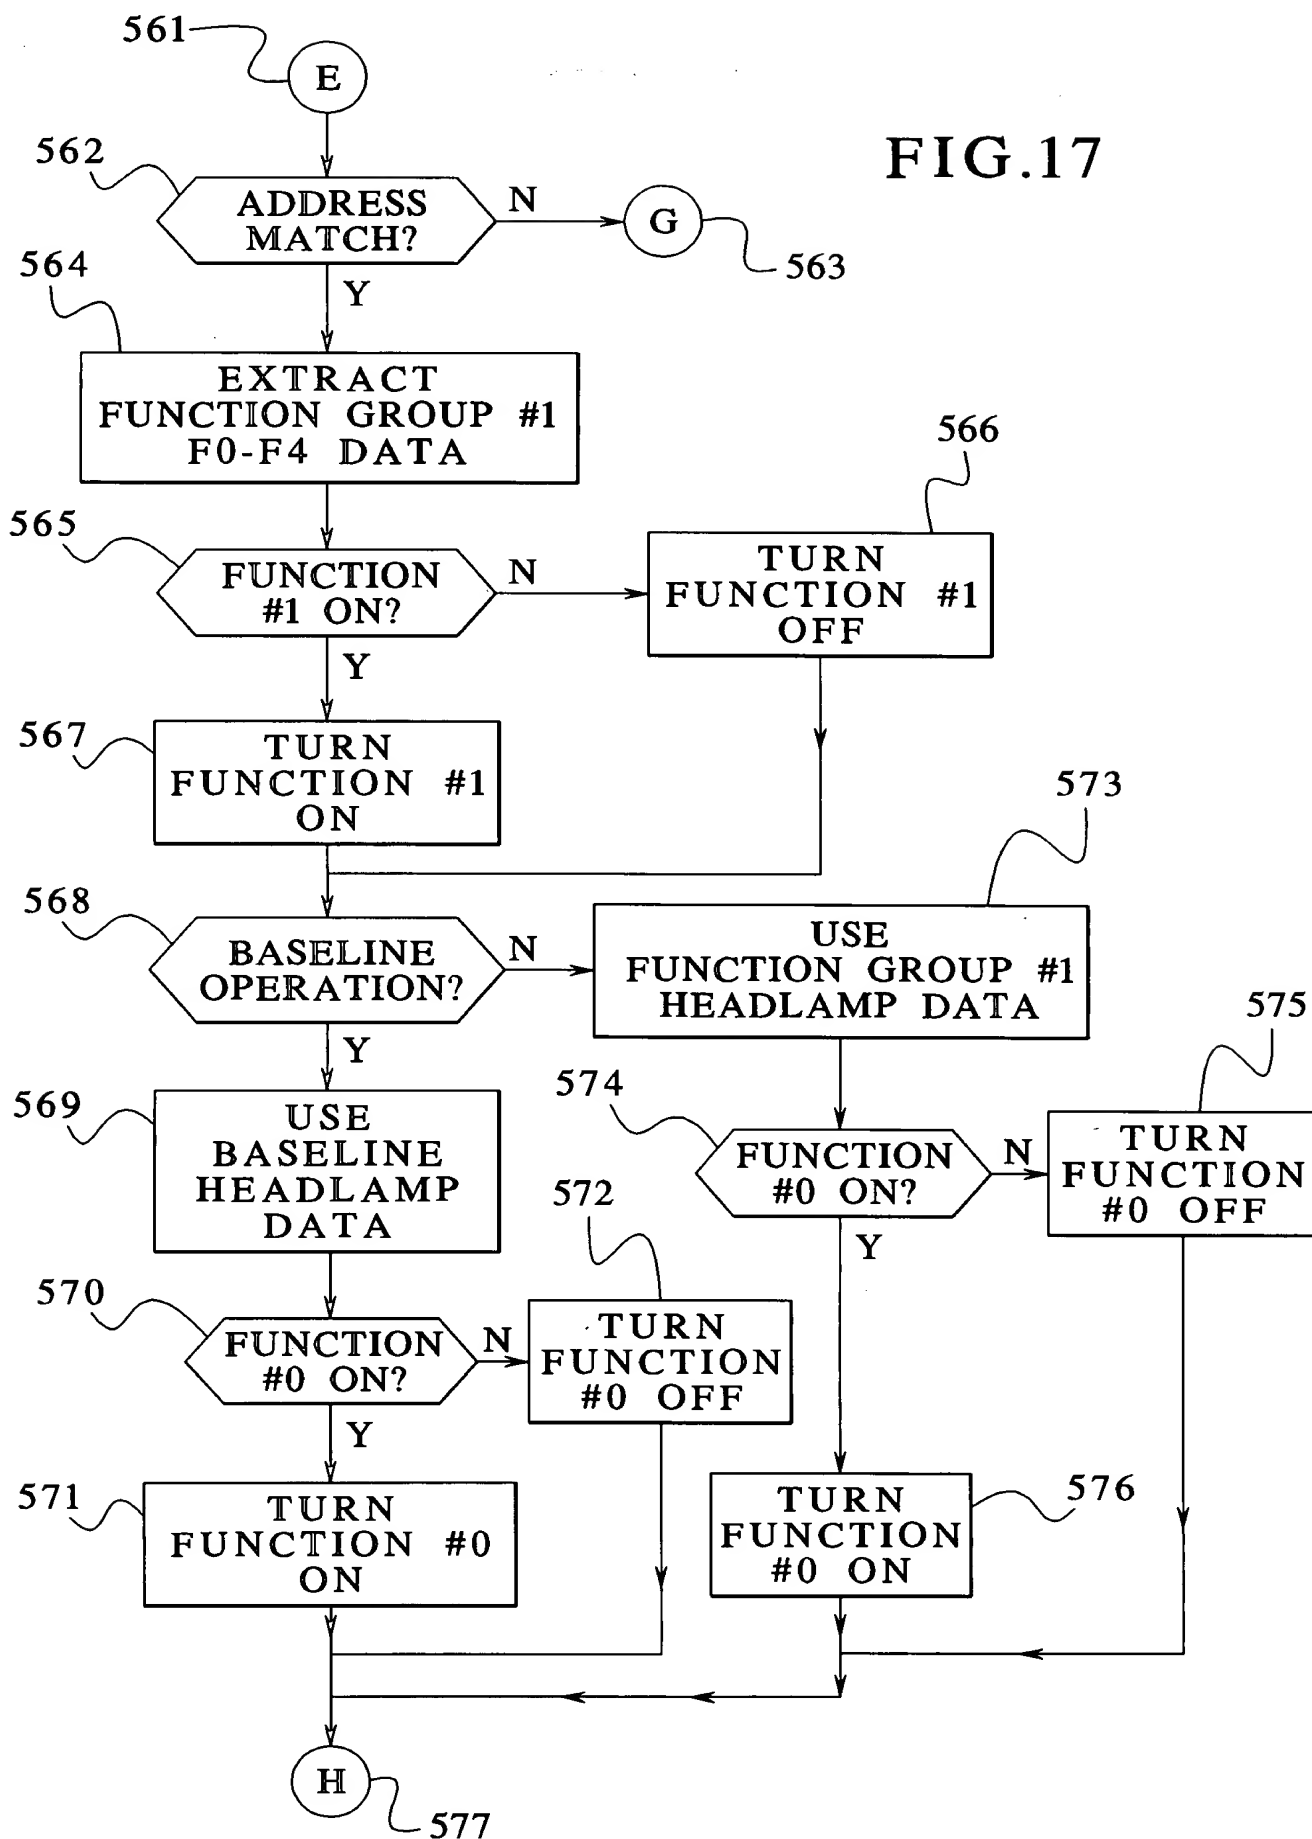 561
E
FIG.17
562
ADDRESS
MATCH?
N
G
563
564
Y
EXTRACT
FUNCTION GROUP #1
F0-F4 DATA
565
FUNCTION
#1 ON?
N
566
TURN
FUNCTION #1
OFF
Y
567
TURN
FUNCTION #1
ON
568
BASELINE
OPERATION?
N
573
USE
FUNCTION GROUP #1
HEADLAMP DATA
Y
569
USE
BASELINE
HEADLAMP
DATA
574
FUNCTION
#0 ON?
N
575
TURN
FUNCTION
#0 OFF
Y
570
FUNCTION
#0 ON?
N
572
TURN
FUNCTION
#0 OFF
Y
571
TURN
FUNCTION #0
ON
576
TURN
FUNCTION
#0 ON
H
577